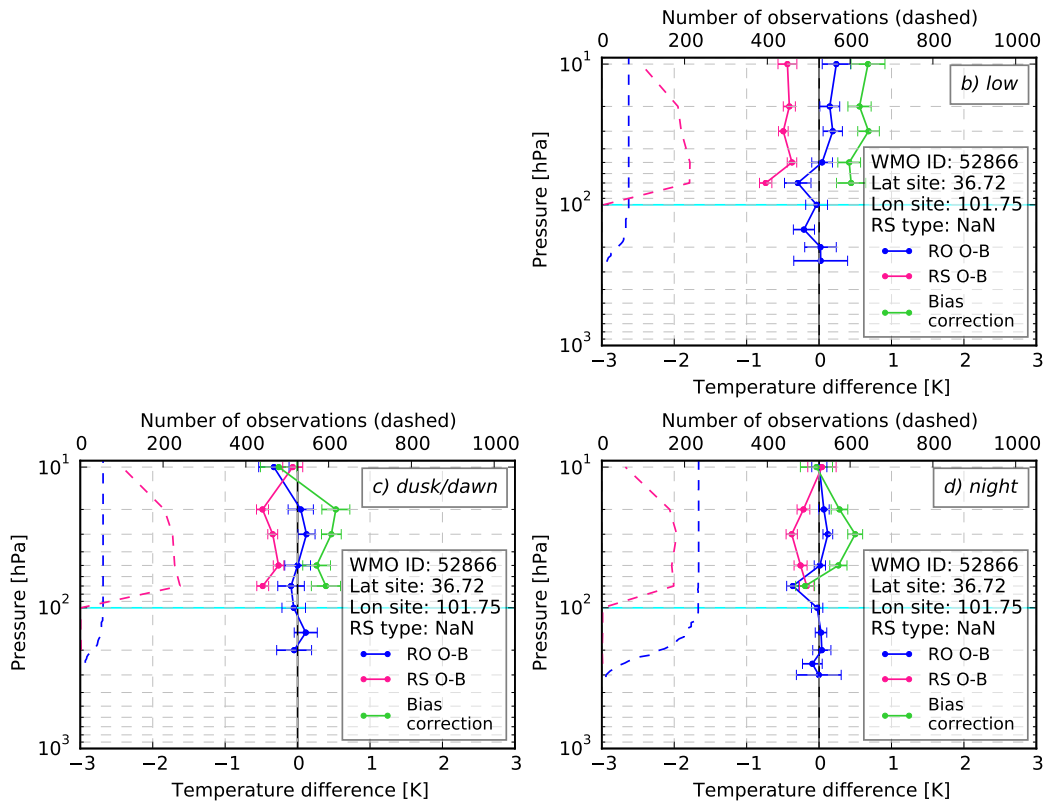 Number of observations (dashed)
0 200 400 600 800 1000
b) low
10¹
10²
10³
Pressure [hPa]
WMO ID: 52866
Lat site: 36.72
Lon site: 101.75
RS type: NaN
RO O-B
RS O-B
Bias
correction
−3 −2 −1 0 1 2 3
Temperature difference [K]
Number of observations (dashed)
0 200 400 600 800 1000
c) dusk/dawn
10¹
10²
10³
Pressure [hPa]
WMO ID: 52866
Lat site: 36.72
Lon site: 101.75
RS type: NaN
RO O-B
RS O-B
Bias
correction
−3 −2 −1 0 1 2 3
Temperature difference [K]
Number of observations (dashed)
0 200 400 600 800 1000
d) night
10¹
10²
10³
Pressure [hPa]
WMO ID: 52866
Lat site: 36.72
Lon site: 101.75
RS type: NaN
RO O-B
RS O-B
Bias
correction
−3 −2 −1 0 1 2 3
Temperature difference [K]